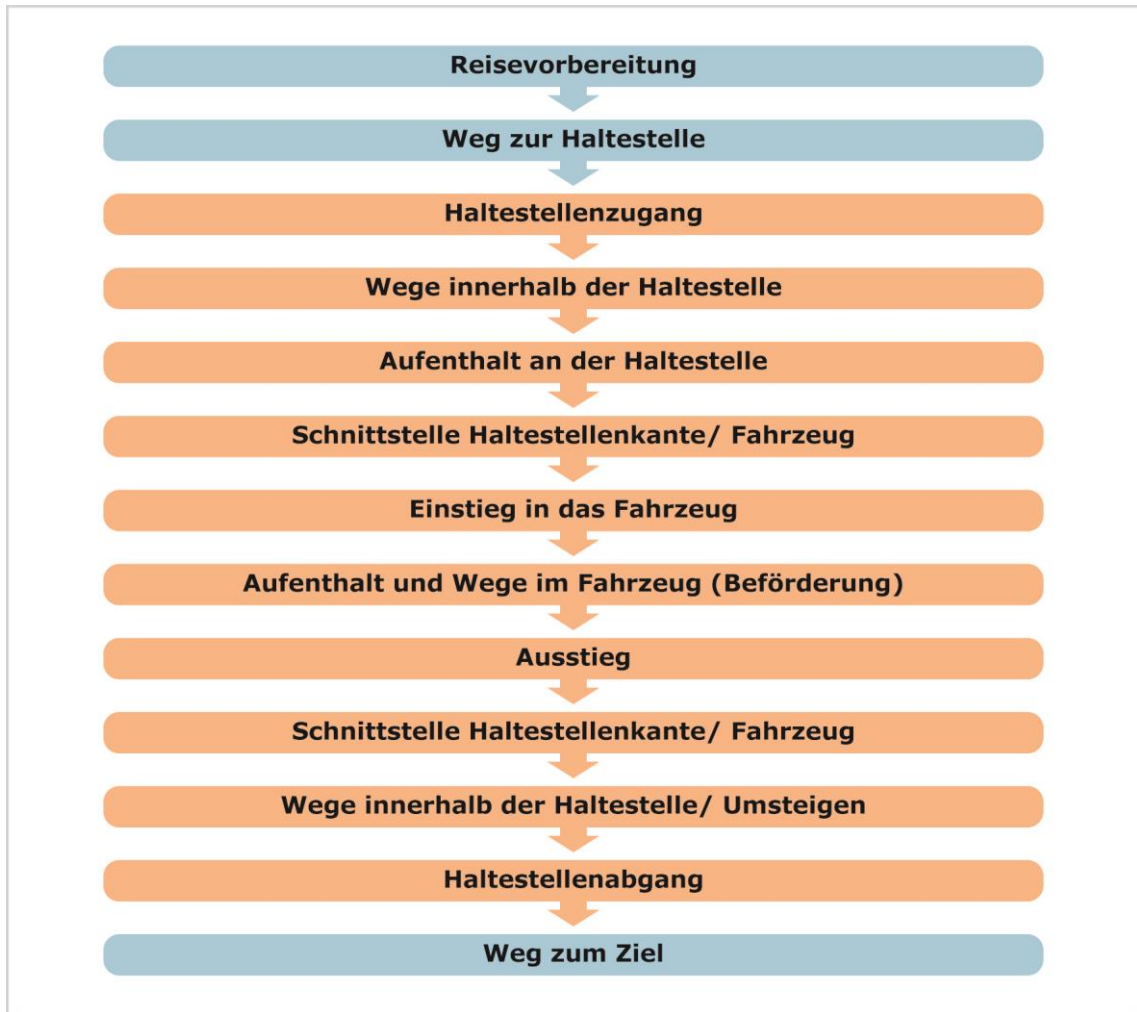 Reisevorbereitung
Weg zur Haltestelle
Haltestellenzugang
Wege innerhalb der Haltestelle
Aufenthalt an der Haltestelle
Schnittstelle Haltestellenkante/ Fahrzeug
Einstieg in das Fahrzeug
Aufenthalt und Wege im Fahrzeug (Beförderung)
Ausstieg
Schnittstelle Haltestellenkante/ Fahrzeug
Wege innerhalb der Haltestelle/ Umsteigen
Haltestellenabgang
Weg zum Ziel